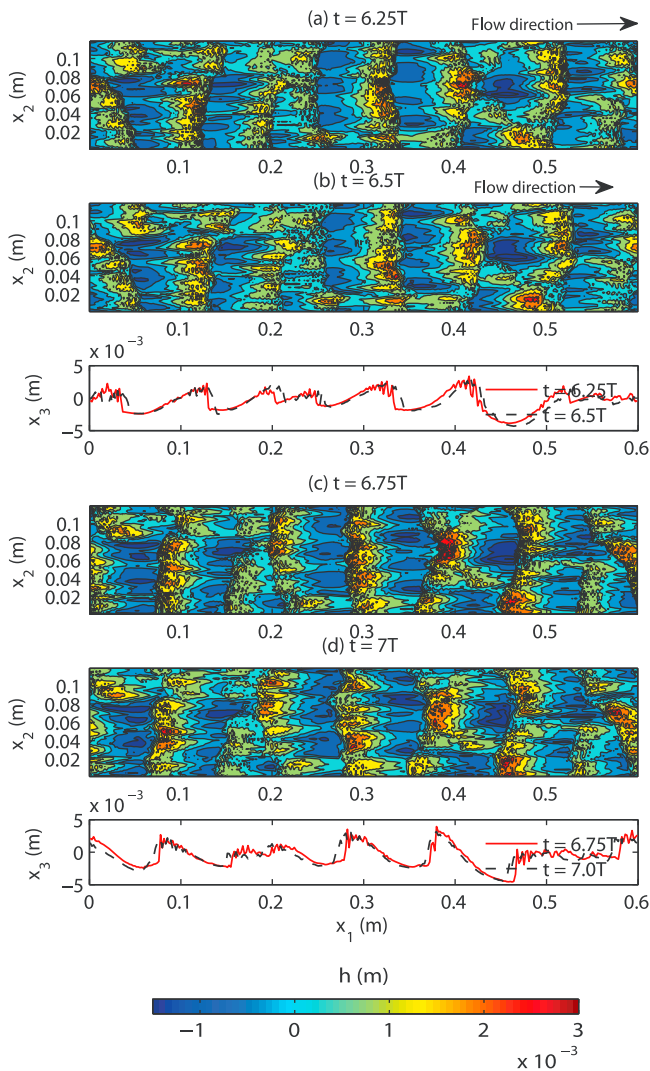 (a) t = 6.25T
Flow direction
x2 (m)
0.1
0.08
0.06
0.04
0.02
0.1 0.2 0.3 0.4 0.5
(b) t = 6.5T
Flow direction
x2 (m)
0.1
0.08
0.06
0.04
0.02
0.1 0.2 0.3 0.4 0.5
x 10−3
x3 (m)
5
0
−5
t = 6.25T
t = 6.5T
0 0.1 0.2 0.3 0.4 0.5 0.6
(c) t = 6.75T
x2 (m)
0.1
0.08
0.06
0.04
0.02
0.1 0.2 0.3 0.4 0.5
(d) t = 7T
x2 (m)
0.1
0.08
0.06
0.04
0.02
0.1 0.2 0.3 0.4 0.5
x 10−3
x3 (m)
5
0
−5
t = 6.75T
t = 7.0T
0 0.1 0.2 0.3 0.4 0.5 0.6
x1 (m)
h (m)
−1 0 1 2 3
x 10−3